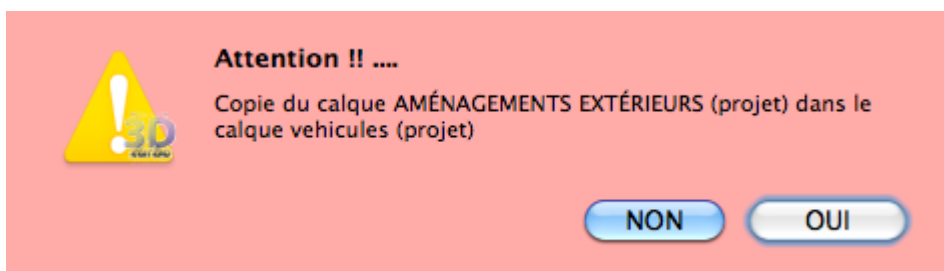 Attention !! ....
Copie du calque AMÉNAGEMENTS EXTÉRIEURS (projet) dans le
calque vehicules (projet)
3D
NON
OUI